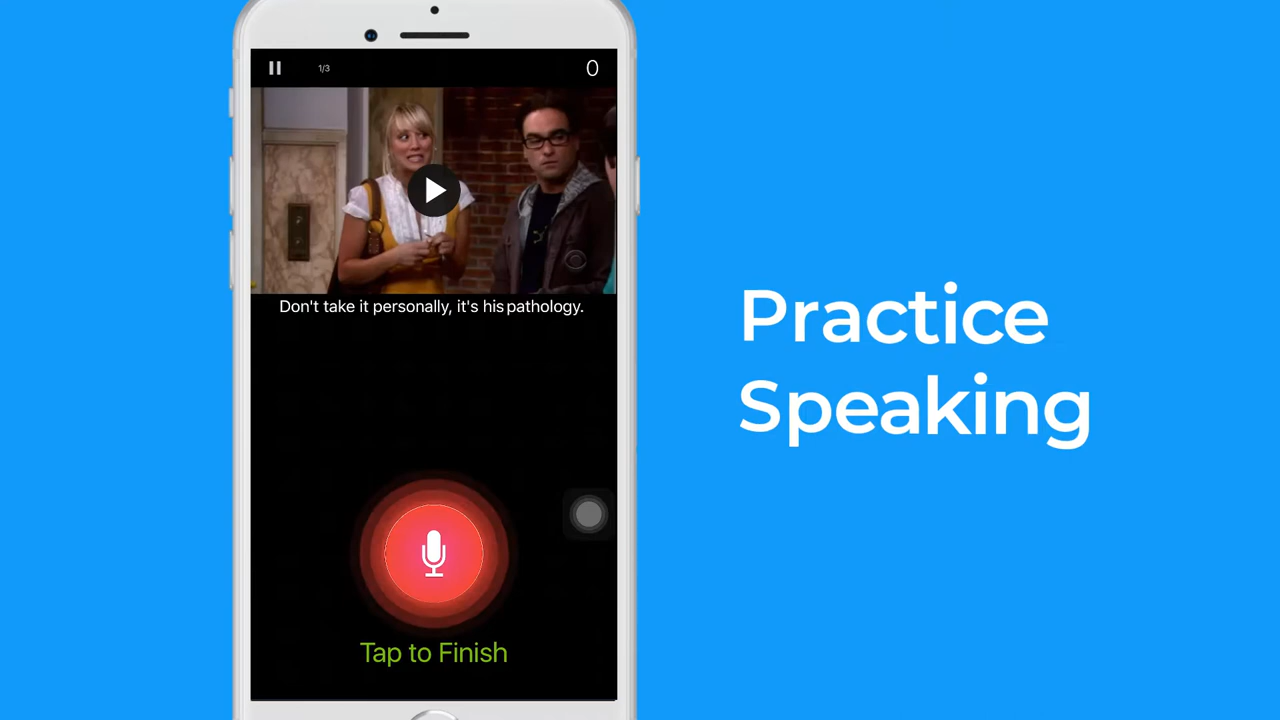 1/3
0
Don't take it personally, it's his pathology.
Practice
Speaking
Tap to Finish